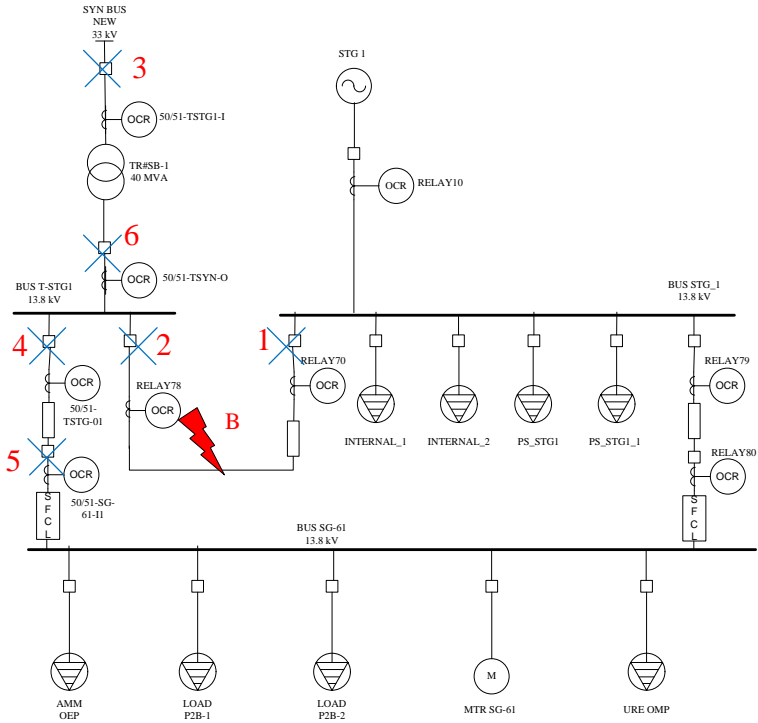 SYN BUS
NEW
33 kV
3
OCR
50/51-TSTG1-I
TR#SB-1
40 MVA
STG 1
OCR
RELAY10
6
OCR
50/51-TSYN-O
BUS T-STG1
13.8 kV
BUS STG_1
13.8 kV
4
2
1
OCR
50/51-
TSTG-01
RELAY78
OCR
B
RELAY70
OCR
INTERNAL_1
INTERNAL_2
PS_STG1
PS_STG1_1
RELAY79
OCR
5
OCR
50/51-SG-
61-I1
RELAY80
OCR
S
F
C
L
S
F
C
L
BUS SG-61
13.8 kV
AMM
OEP
LOAD
P2B-1
LOAD
P2B-2
M
MTR SG-61
URE OMP